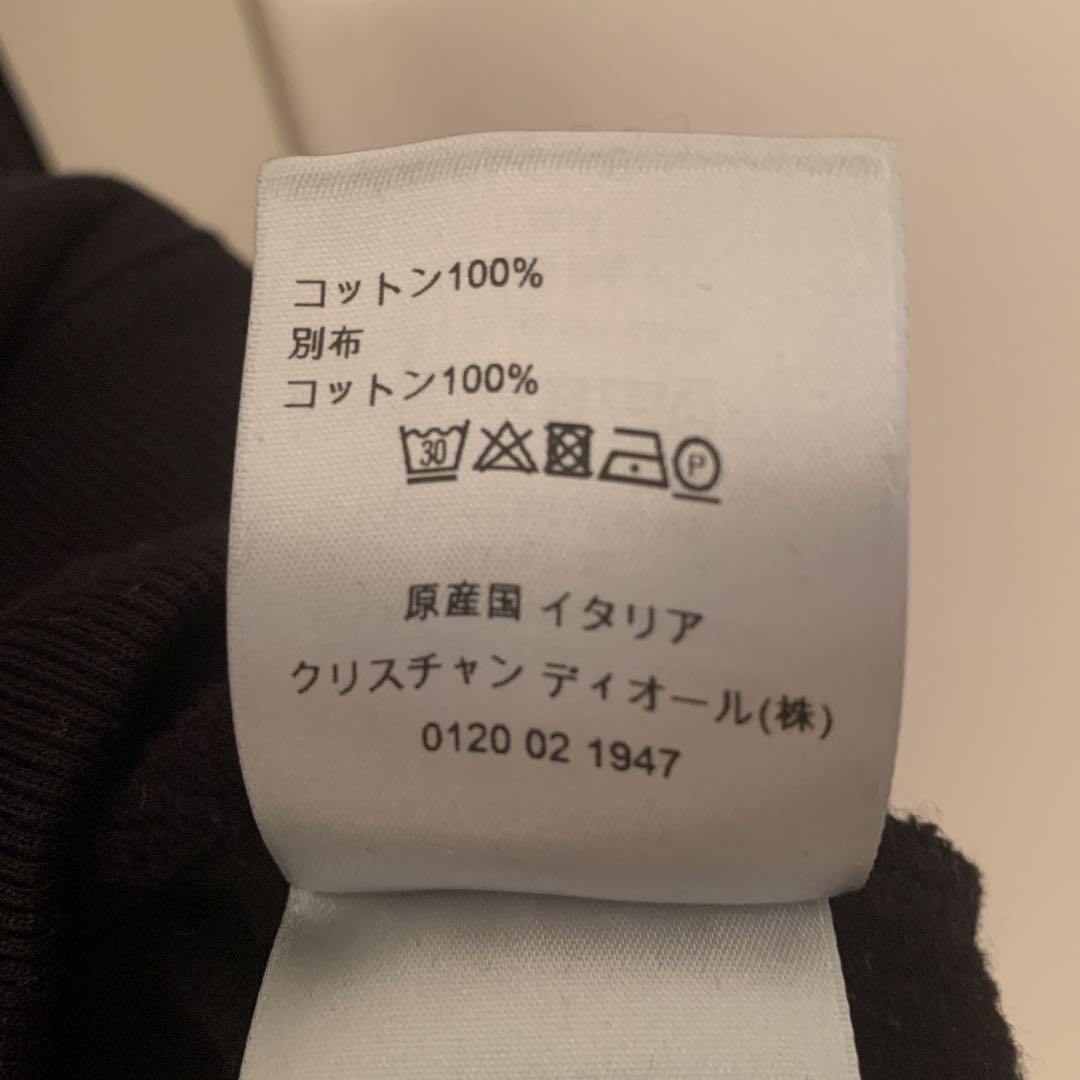 コットン100%
別布
コットン100%
30 P
原産国 イタリア
クリスチャン ディオール(株)
0120 02 1947